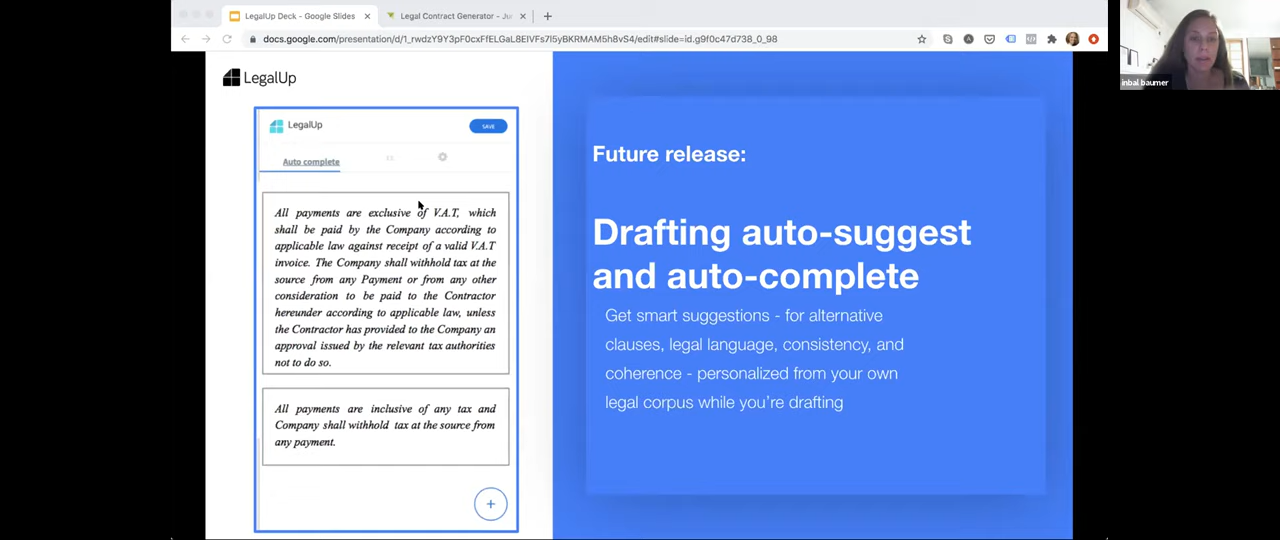 LegalUp Deck - Google Slides
Legal Contract Generator - Ju
docs.google.com/presentation/d/1_rwdzY9Y3pF0cxFfELGaL8EIVFs7l5yBKRMAM5h8vS4/edit#slide=id.g9f0c47d738_0_98
inbal baumer
LegalUp
LegalUp
SAVE
Auto complete
All payments are exclusive of V.A.T, which
shall be paid by the Company according to
applicable law against receipt of a valid V.A.T
invoice. The Company shall withhold tax at the
source from any Payment or from any other
consideration to be paid to the Contractor
hereunder according to applicable law, unless
the Contractor has provided to the Company an
approval issued by the relevant tax authorities
not to do so.
All payments are inclusive of any tax and
Company shall withhold tax at the source from
any payment.
Future release:
Drafting auto-suggest
and auto-complete
Get smart suggestions - for alternative
clauses, legal language, consistency, and
coherence - personalized from your own
legal corpus while you're drafting